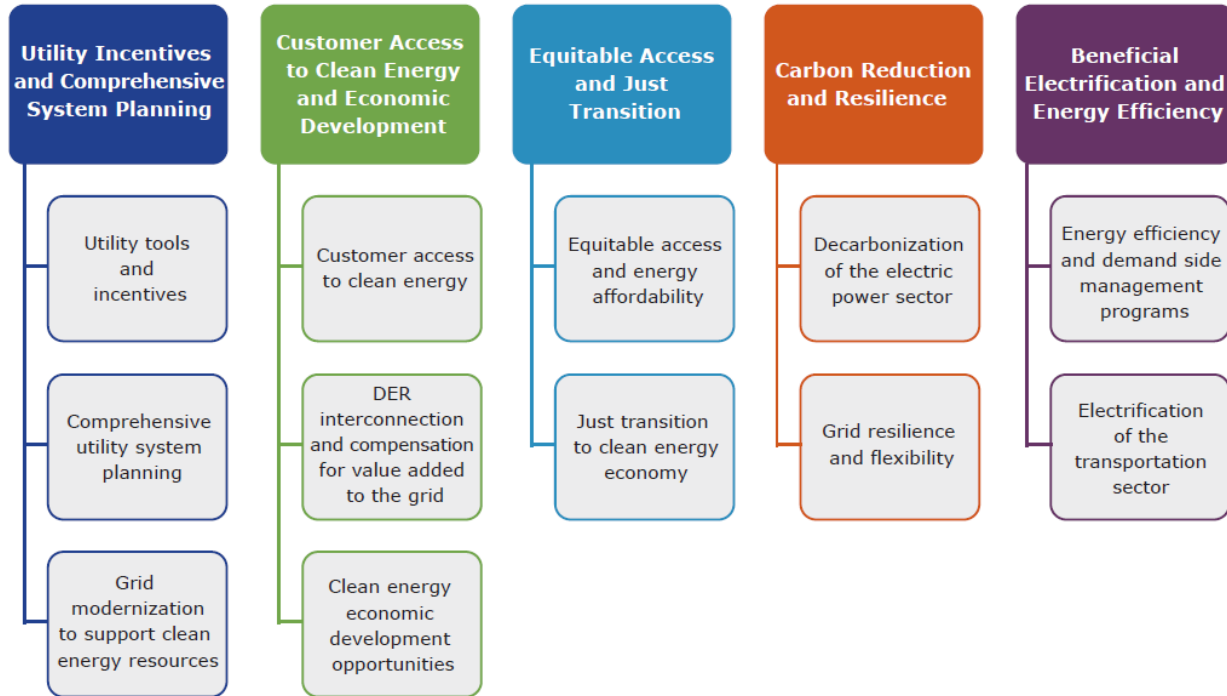 Utility Incentives
and Comprehensive
System Planning
Utility tools
and
incentives
Comprehensive
utility system
planning
Grid
modernization
to support clean
energy resources
Customer Access
to Clean Energy
and Economic
Development
Customer access
to clean energy
DER
interconnection
and compensation
for value added
to the grid
Clean energy
economic
development
opportunities
Equitable Access
and Just
Transition
Equitable access
and energy
affordability
Just transition
to clean energy
economy
Carbon Reduction
and Resilience
Decarbonization
of the electric
power sector
Grid resilience
and flexibility
Beneficial
Electrification and
Energy Efficiency
Energy efficiency
and demand side
management
programs
Electrification
of the
transportation
sector